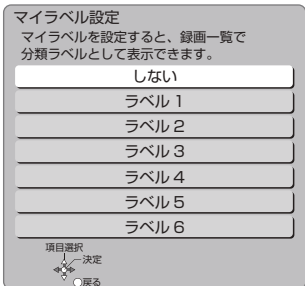 マイラベル設定
マイラベルを設定すると、録画一覧で
分類ラベルとして表示できます。
しない
ラベル 1
ラベル 2
ラベル 3
ラベル 4
ラベル 5
ラベル 6
項目選択
決定
戻る